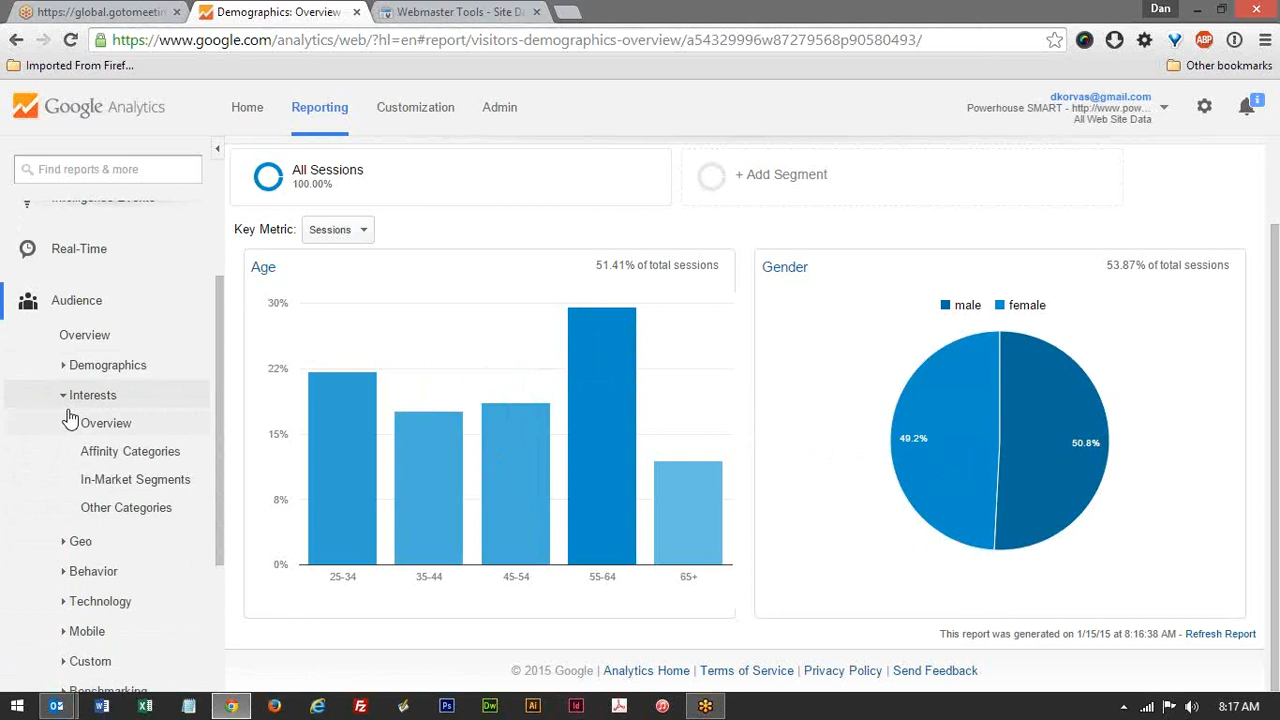 https://global.gotomeetin
Demographics: Overview
Webmaster Tools - Site Da
Dan
https://www.google.com/analytics/web/?hl=en#report/visitors-demographics-overview/a54329996w87279568p90580493/
Imported From Firef...
Other bookmarks
Google Analytics
Home
Reporting
Customization
Admin
dkorvas@gmail.com
Powerhouse SMART - http://www.pow...
All Web Site Data
Find reports & more
Intelligence Events
Real-Time
Audience
Overview
Demographics
Interests
Overview
Affinity Categories
In-Market Segments
Other Categories
Geo
Behavior
Technology
Mobile
Custom
Benchmarking
All Sessions
100.00%
+ Add Segment
Key Metric:
Sessions
Age
51.41% of total sessions
30%
22%
15%
8%
0%
25-34
35-44
45-54
55-64
65+
Gender
53.87% of total sessions
male
female
49.2%
50.8%
This report was generated on 1/15/15 at 8:16:38 AM - Refresh Report
© 2015 Google | Analytics Home | Terms of Service | Privacy Policy | Send Feedback
8:17 AM